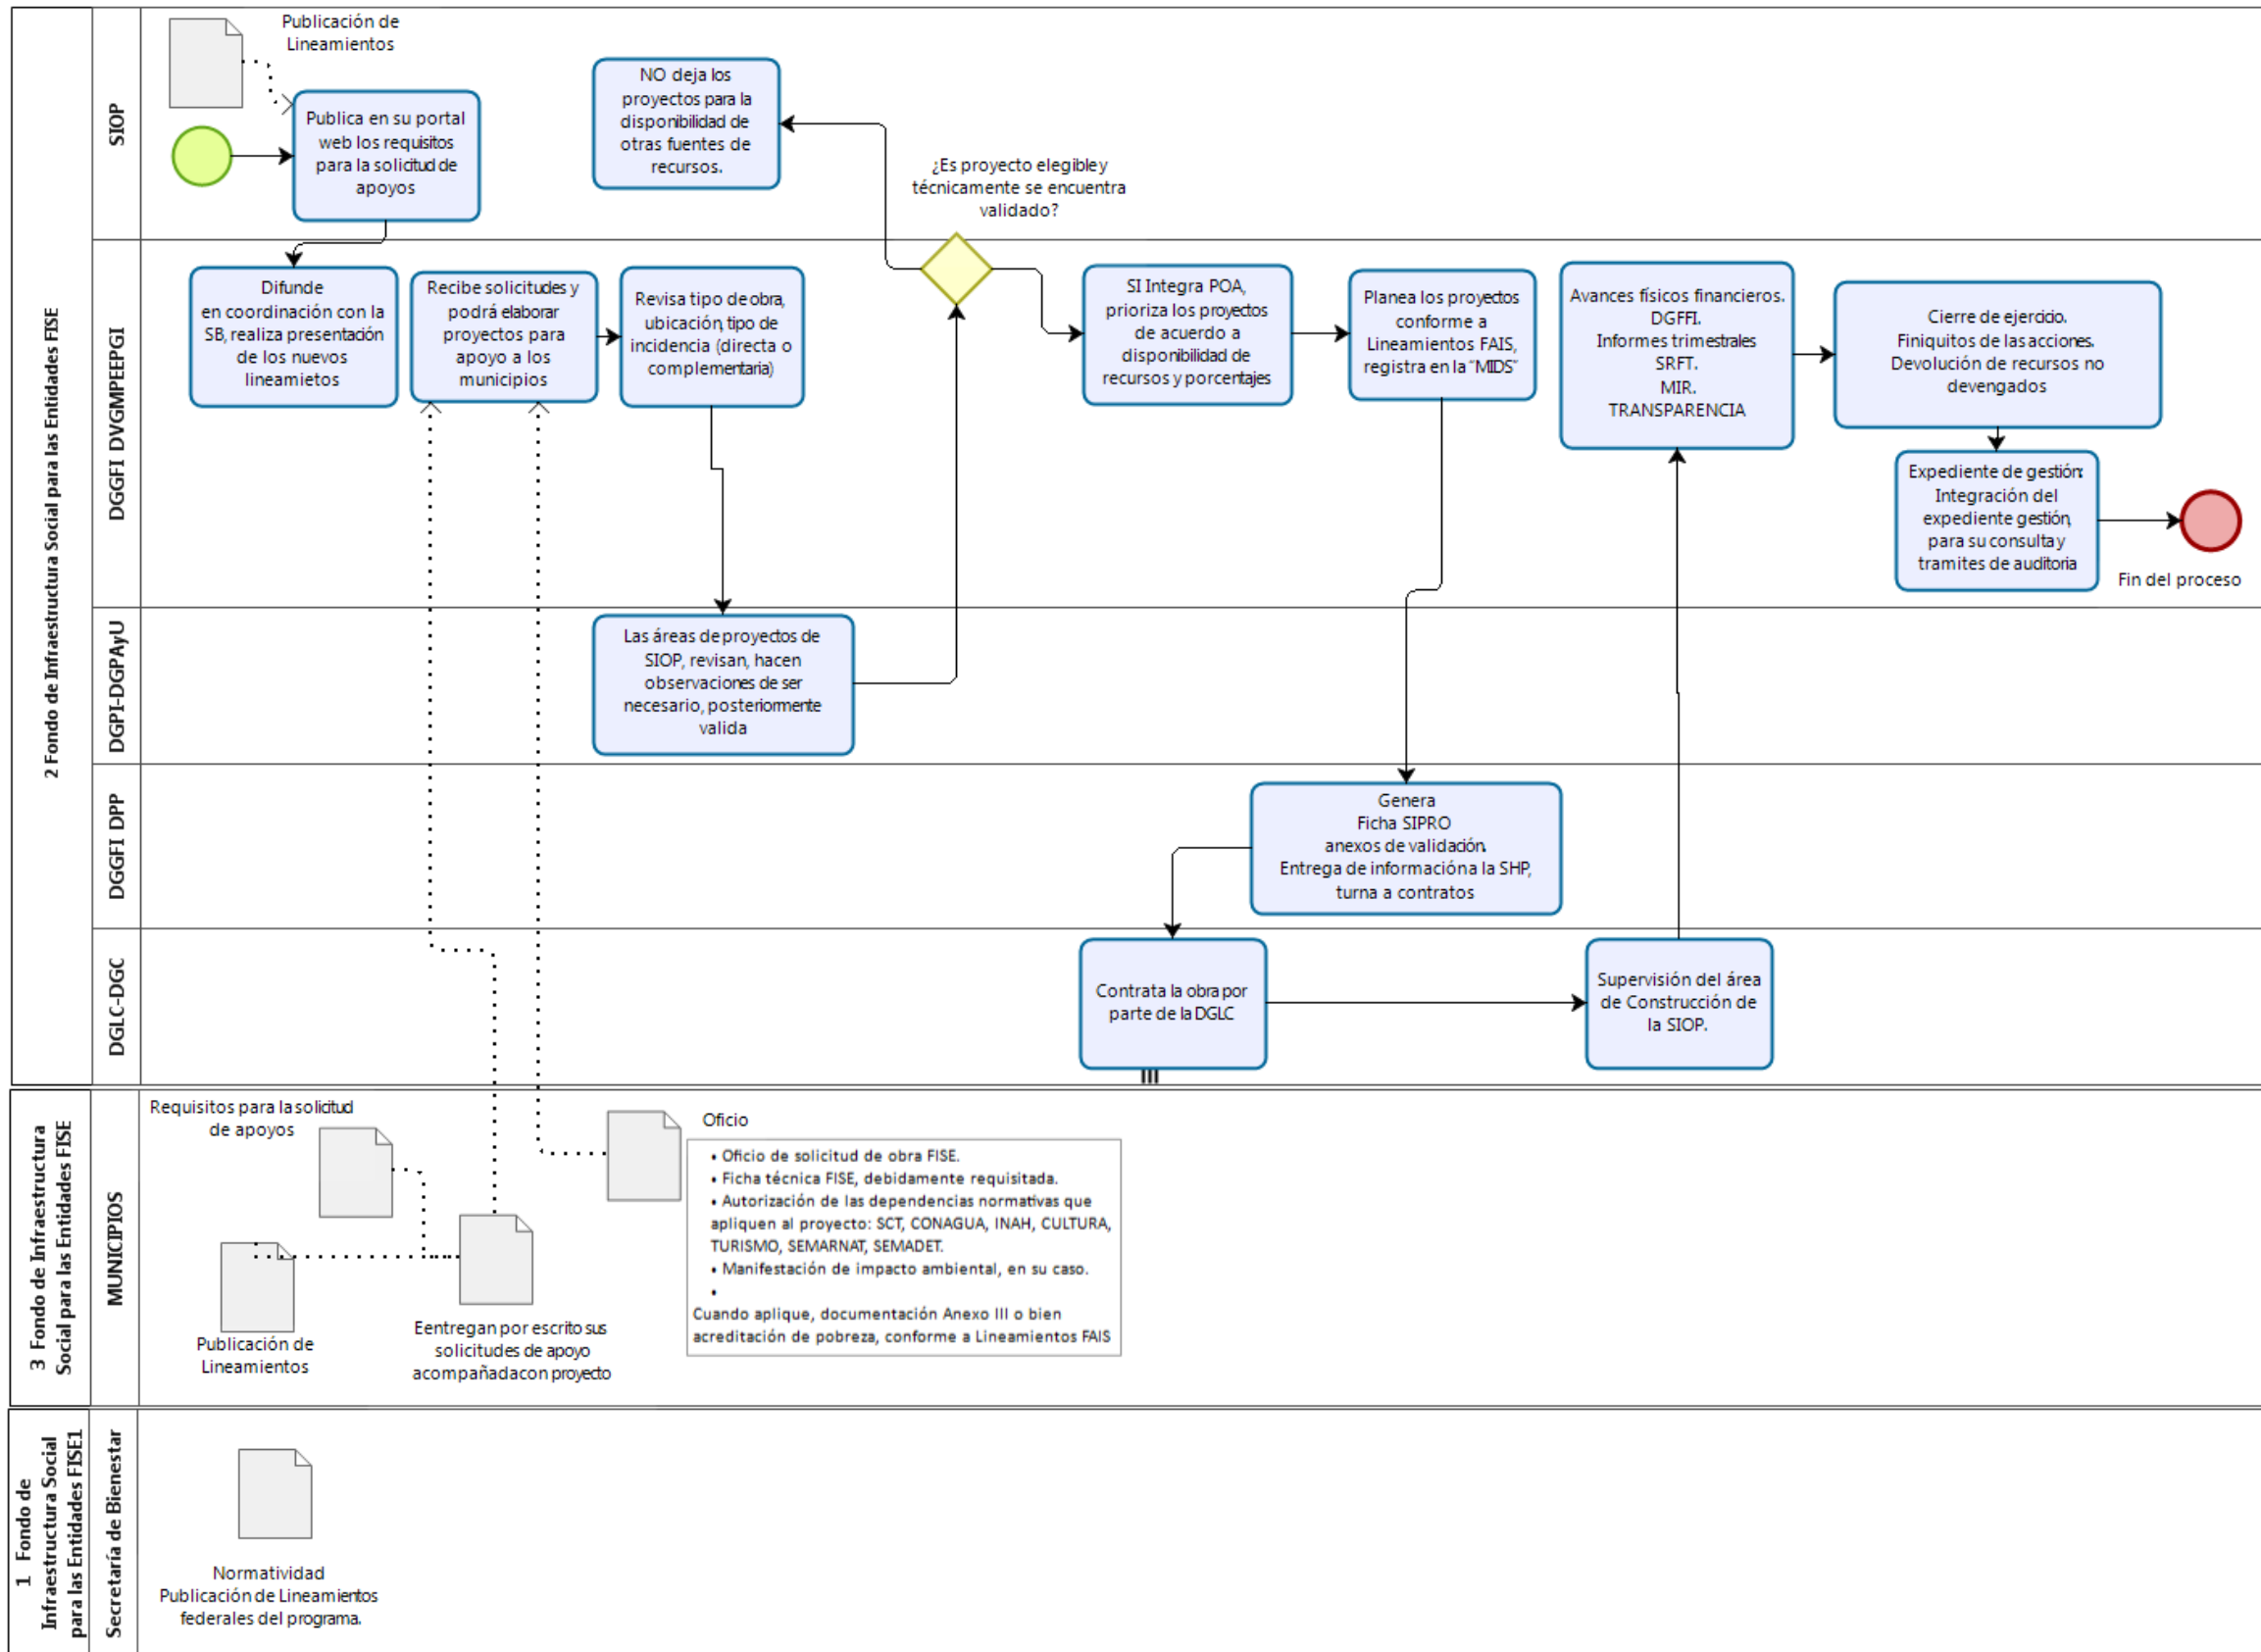 2 Fondo de Infraestructura Social para las Entidades FISE
SIOP
Publicación de
Lineamientos
Publica en su portal
web los requisitos
para la solicitud de
apoyos
NO deja los
proyectos para la
disponibilidad de
otras fuentes de
recursos.
¿Es proyecto elegible y
técnicamente se encuentra
validado?
DGGFI DVGMPEEPGI
Difunde
en coordinación con la
SB, realiza presentación
de los nuevos
lineamietos
Recibe solicitudes y
podrá elaborar
proyectos para
apoyo a los
municipios
Revisa tipo de obra,
ubicación, tipo de
incidencia (directa o
complementaria)
SI Integra POA,
prioriza los proyectos
de acuerdo a
disponibilidad de
recursos y porcentajes
Planea los proyectos
conforme a
Lineamientos FAIS,
registra en la "MIDS"
Avances físicos financieros.
DGFFI.
Informes trimestrales
SRFT.
MIR.
TRANSPARENCIA
Cierre de ejercicio.
Finiquitos de las acciones.
Devolución de recursos no
devengados
Expediente de gestión:
Integración del
expediente gestión,
para su consulta y
tramites de auditoria
Fin del proceso
DGPI-DGPAyU
Las áreas de proyectos de
SIOP, revisan, hacen
observaciones de ser
necesario, posteriormente
valida
DGGFI DPP
Genera
Ficha SIPRO
anexos de validación.
Entrega de información a la SHP,
turna a contratos
DGLC-DGC
Contrata la obra por
parte de la DGLC
Supervisión del área
de Construcción de
la SIOP.
3 Fondo de Infraestructura
Social para las Entidades FISE
MUNICIPIOS
Requisitos para la solicitud
de apoyos
Publicación de
Lineamientos
Eentregan por escrito sus
solicitudes de apoyo
acompañada con proyecto
Oficio
• Oficio de solicitud de obra FISE.
• Ficha técnica FISE, debidamente requisitada.
• Autorización de las dependencias normativas que
apliquen al proyecto: SCT, CONAGUA, INAH, CULTURA,
TURISMO, SEMARNAT, SEMADET.
• Manifestación de impacto ambiental, en su caso.
•
Cuando aplique, documentación Anexo III o bien
acreditación de pobreza, conforme a Lineamientos FAIS
1 Fondo de
Infraestructura Social
para las Entidades FISE1
Secretaría de Bienestar
Normatividad
Publicación de Lineamientos
federales del programa.